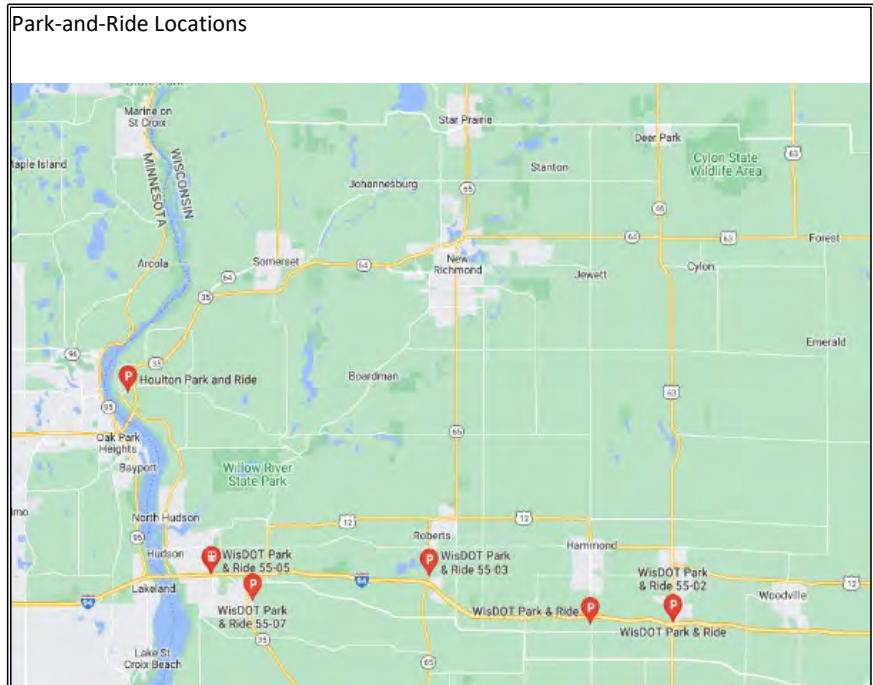 Park-and-Ride Locations
Marine on
St Croix
Star Prairie
Deer Park
63
Cylon State
Wildlife Area
Maple Island
MINNESOTA
WISCONSIN
Stanton
Johannesburg
65
46
64
63
Forest
Arcola
Somerset
64
64
New
Richmond
Jewett
Cylon
35
Emerald
96
35
P
Houlton Park and Ride
Boardman
63
95
65
Oak Park
Heights
Bayport
Willow River
State Park
lmo
North Hudson
12
12
95
Roberts
Hammond
Hudson
WisDOT Park
& Ride 55-05
P
WisDOT Park
& Ride 55-03
WisDOT Park
& Ride 55-02
94
Lakeland
P
94
12
Woodville
WisDOT Park
& Ride 55-07
WisDOT Park & Ride
P
P
WisDOT Park & Ride
35
Lake St
Croix Beach
65